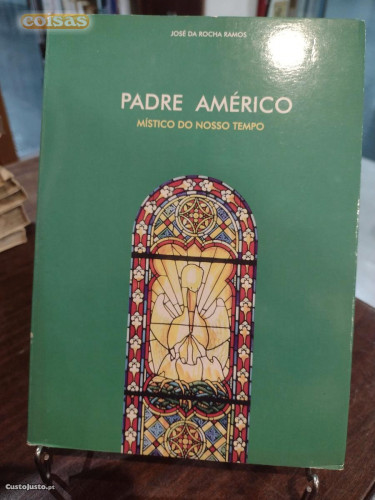 coisas
JOSÉ DA ROCHA RAMOS
PADRE AMÉRICO
MÍSTICO DO NOSSO TEMPO
CustoJusto.pt